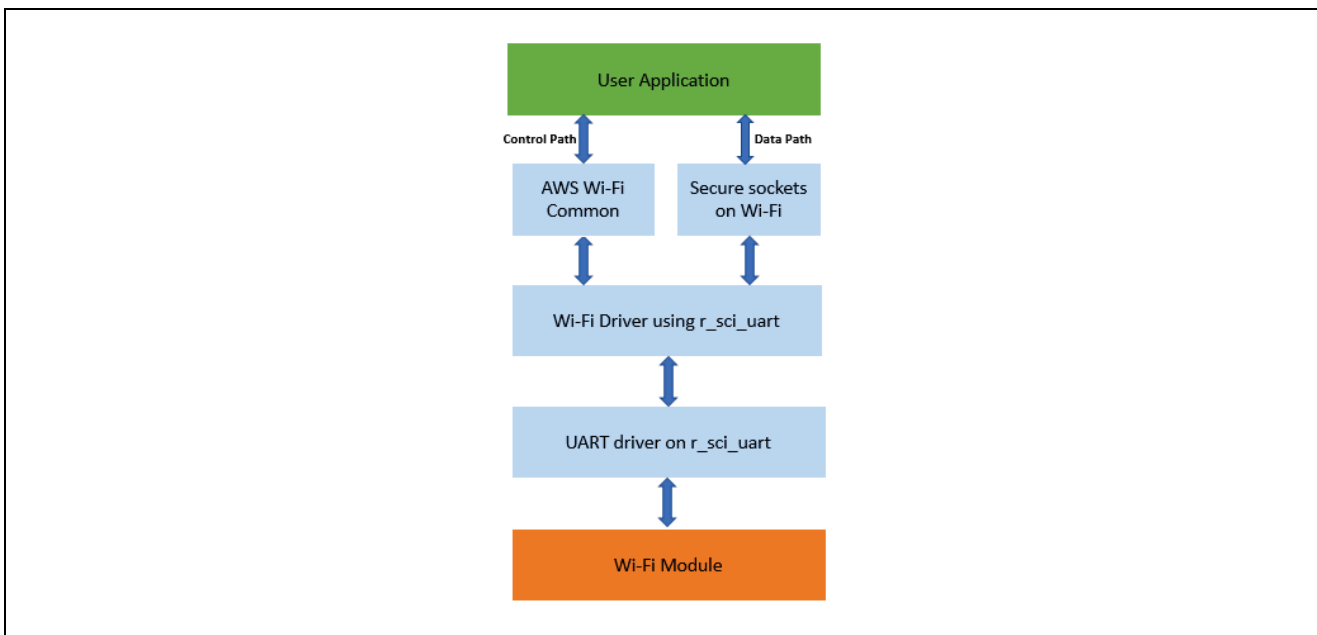 User Application
Control Path
Data Path
AWS Wi-Fi
Common
Secure sockets
on Wi-Fi
Wi-Fi Driver using r_sci_uart
UART driver on r_sci_uart
Wi-Fi Module